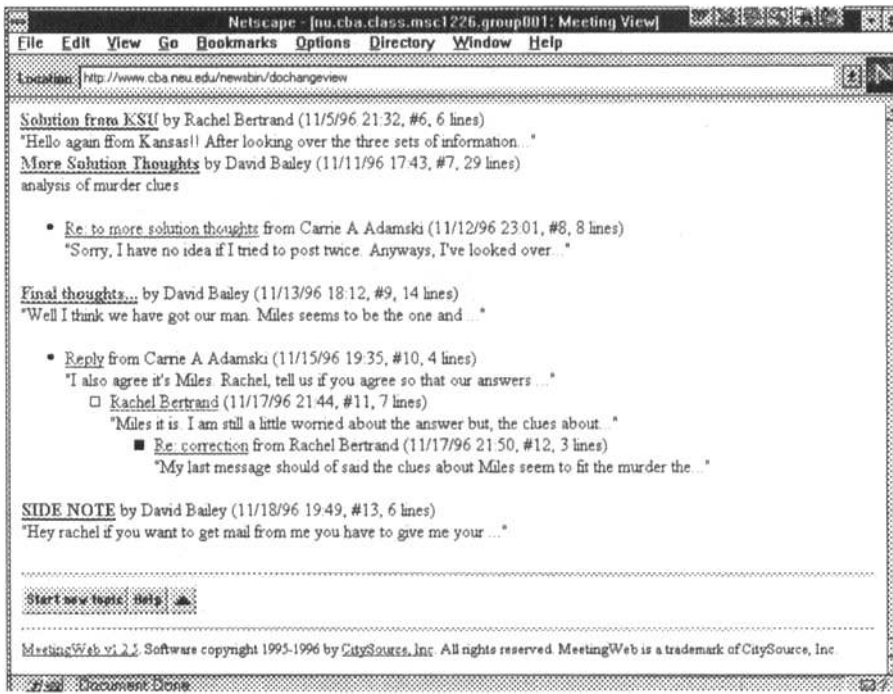 Netscape - [nu.cba.class.msc1226.group001: Meeting View]
File Edit View Go Bookmarks Options Directory Window Help
Location: http://www.cba.neu.edu/newsbin/dochangeview
Solution from KSU by Rachel Bertrand (11/5/96 21:32, #6, 6 lines)
"Hello again ffom Kansas!! After looking over the three sets of information..."
More Solution Thoughts by David Bailey (11/11/96 17:43, #7, 29 lines)
analysis of murder clues
• Re: to more solution thoughts from Carrie A Adamski (11/12/96 23:01, #8, 8 lines)
"Sorry, I have no idea if I tried to post twice. Anyways, I've looked over..."
Final thoughts... by David Bailey (11/13/96 18:12, #9, 14 lines)
"Well I think we have got our man. Miles seems to be the one and ..."
• Reply from Carrie A Adamski (11/15/96 19:35, #10, 4 lines)
"I also agree it's Miles. Rachel, tell us if you agree so that our answers ..."
□ Rachel Bertrand (11/17/96 21:44, #11, 7 lines)
"Miles it is. I am still a little worried about the answer but, the clues about..."
■ Re: correction from Rachel Bertrand (11/17/96 21:50, #12, 3 lines)
"My last message should of said the clues about Miles seem to fit the murder the..."
SIDE NOTE by David Bailey (11/18/96 19:49, #13, 6 lines)
"Hey rachel if you want to get mail from me you have to give me your ..."
Start new topic Help
MeetingWeb v1.2.5. Software copyright 1995-1996 by CitySource, Inc. All rights reserved. MeetingWeb is a trademark of CitySource, Inc.
Document Done